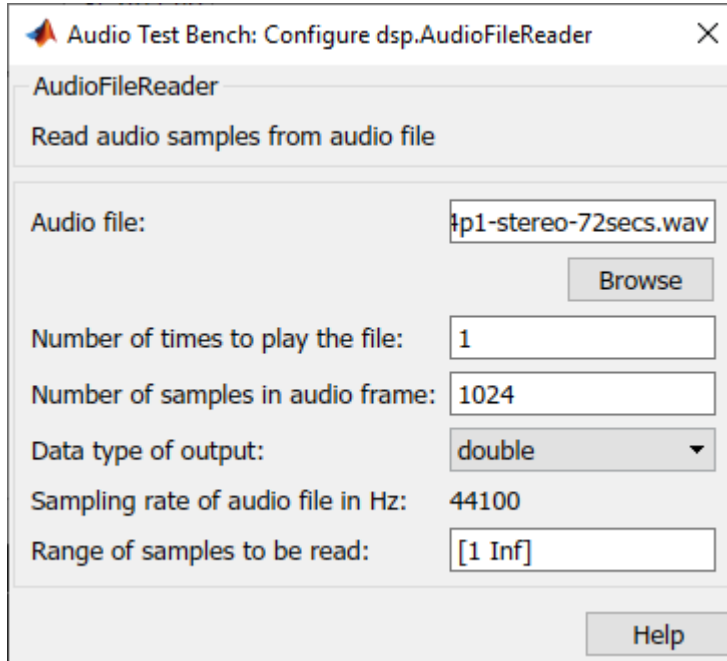 Audio Test Bench: Configure dsp.AudioFileReader
AudioFileReader
Read audio samples from audio file
Audio file: 4p1-stereo-72secs.wav
Browse
Number of times to play the file: 1
Number of samples in audio frame: 1024
Data type of output: double
Sampling rate of audio file in Hz: 44100
Range of samples to be read: [1 Inf]
Help